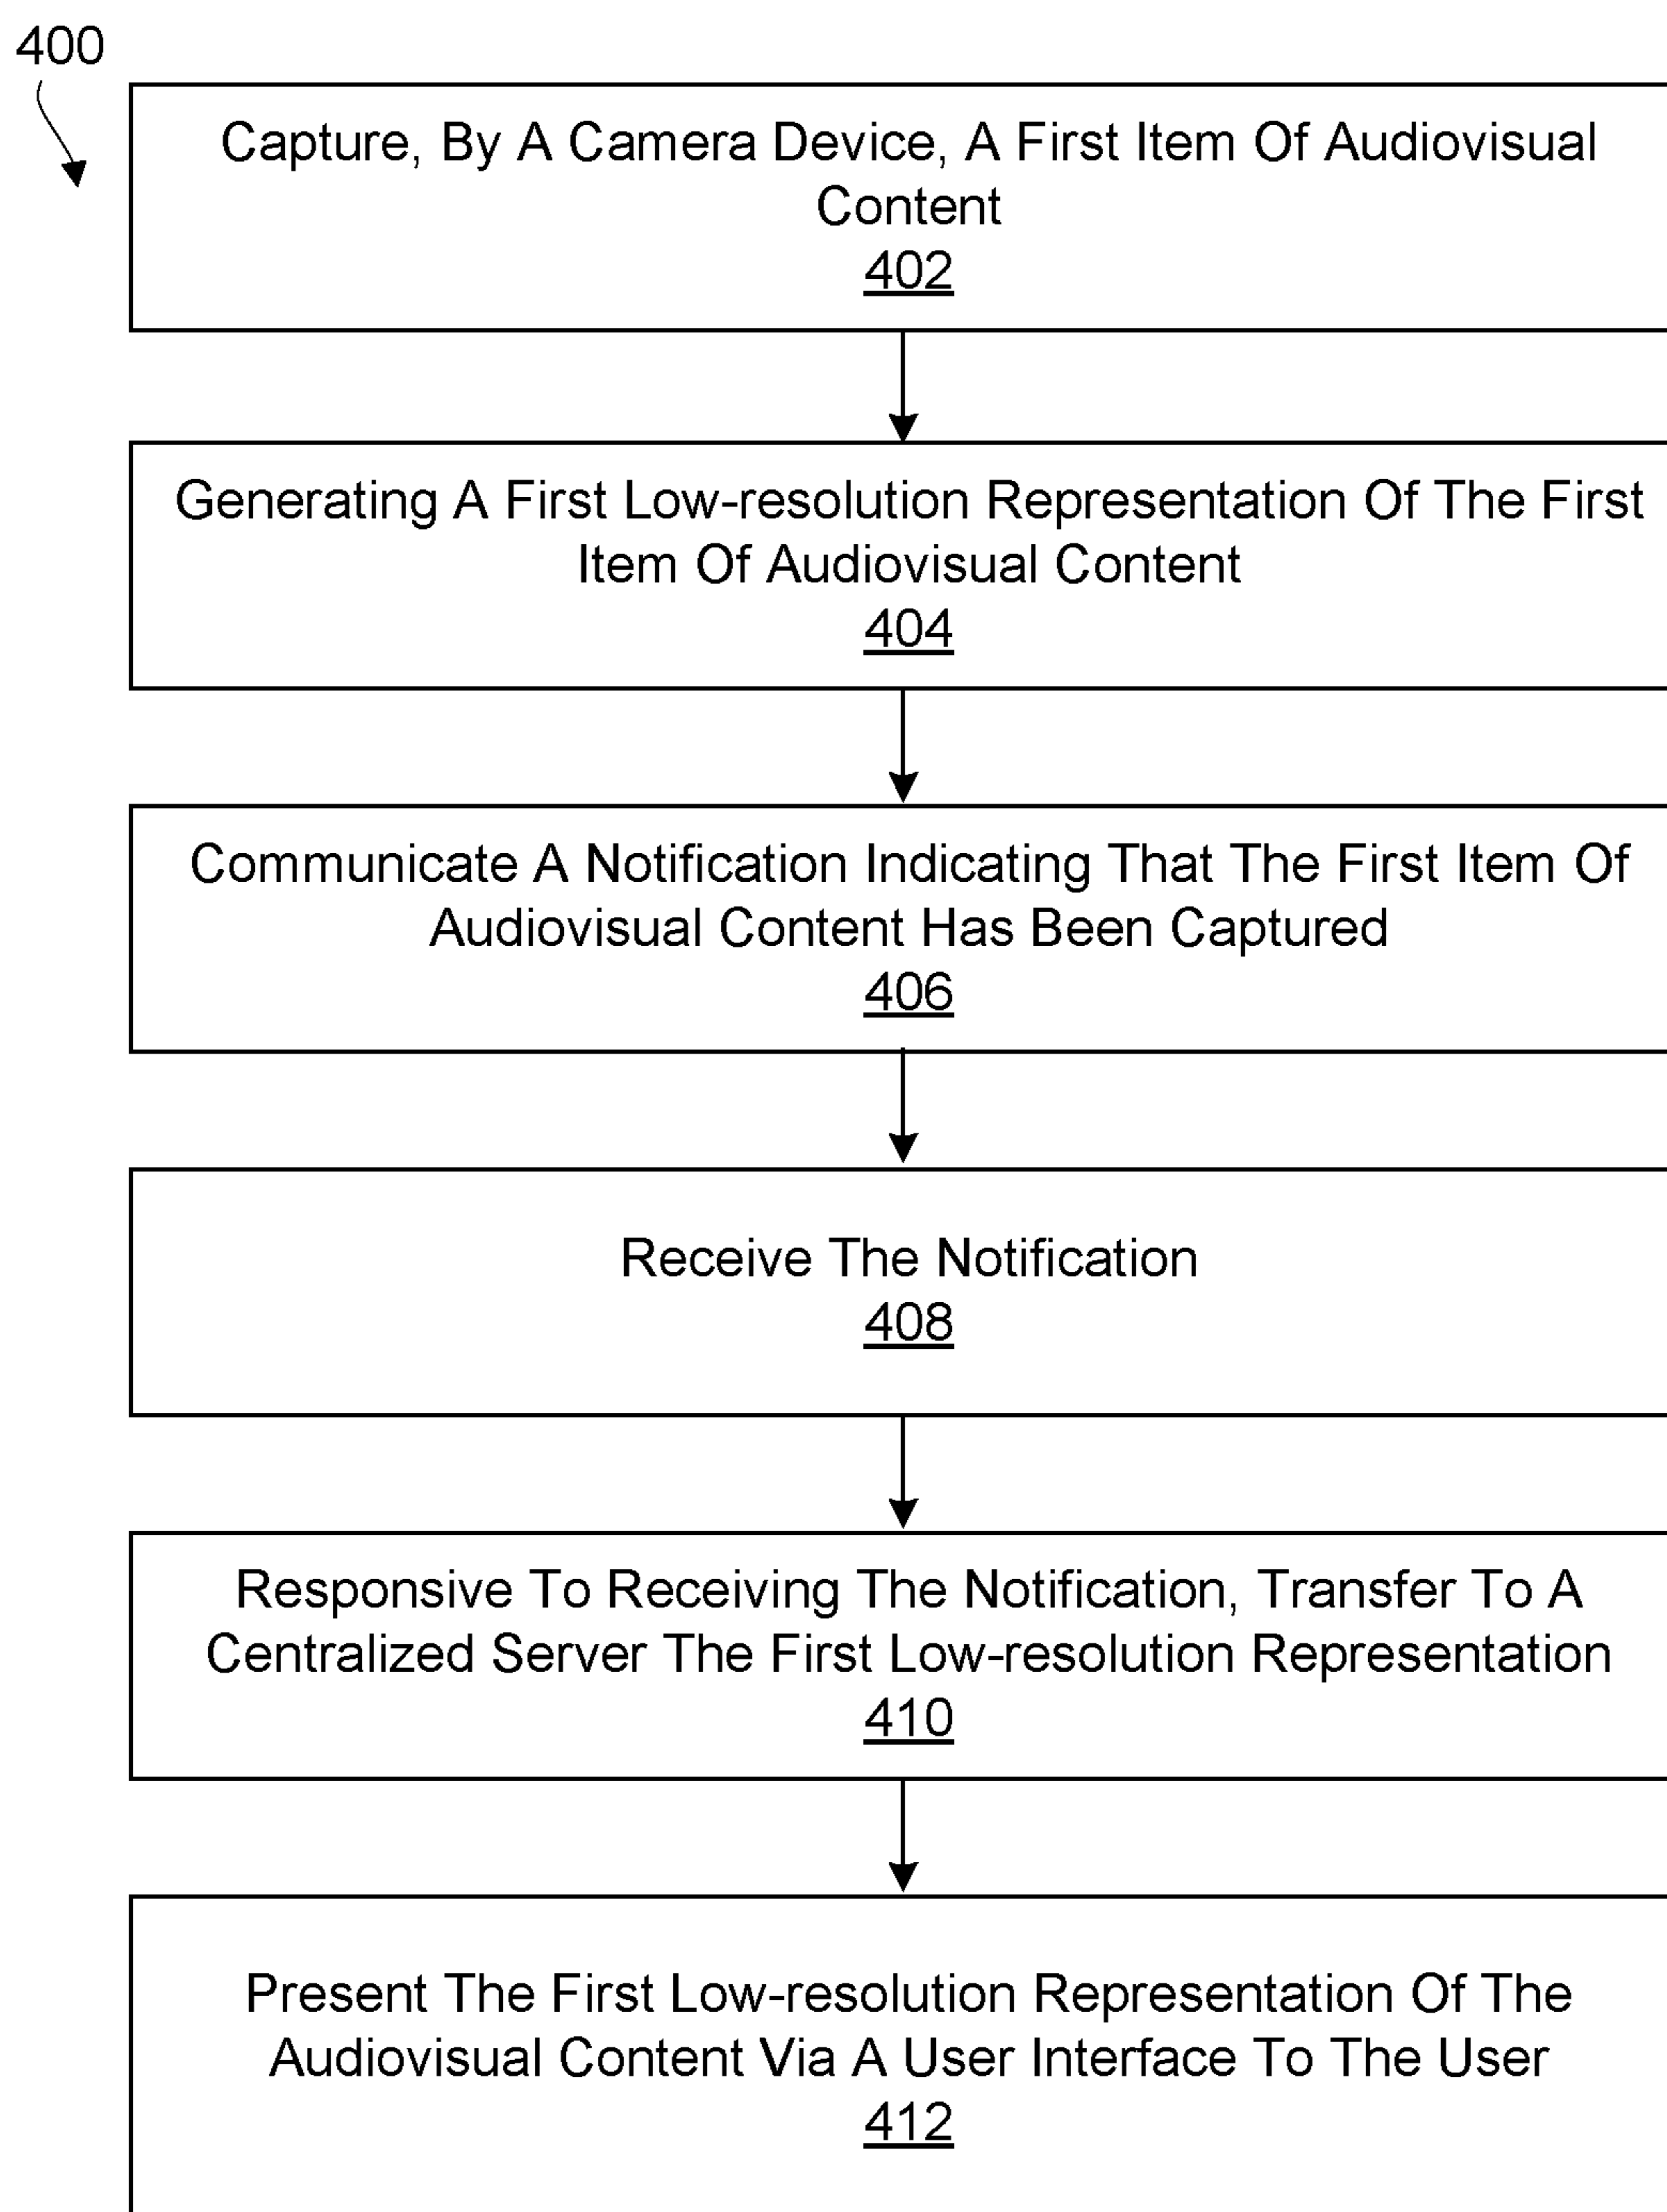 400
Capture, By A Camera Device, A First Item Of Audiovisual
Content
402
Generating A First Low-resolution Representation Of The First
Item Of Audiovisual Content
404
Communicate A Notification Indicating That The First Item Of
Audiovisual Content Has Been Captured
406
Receive The Notification
408
Responsive To Receiving The Notification, Transfer To A
Centralized Server The First Low-resolution Representation
410
Present The First Low-resolution Representation Of The
Audiovisual Content Via A User Interface To The User
412